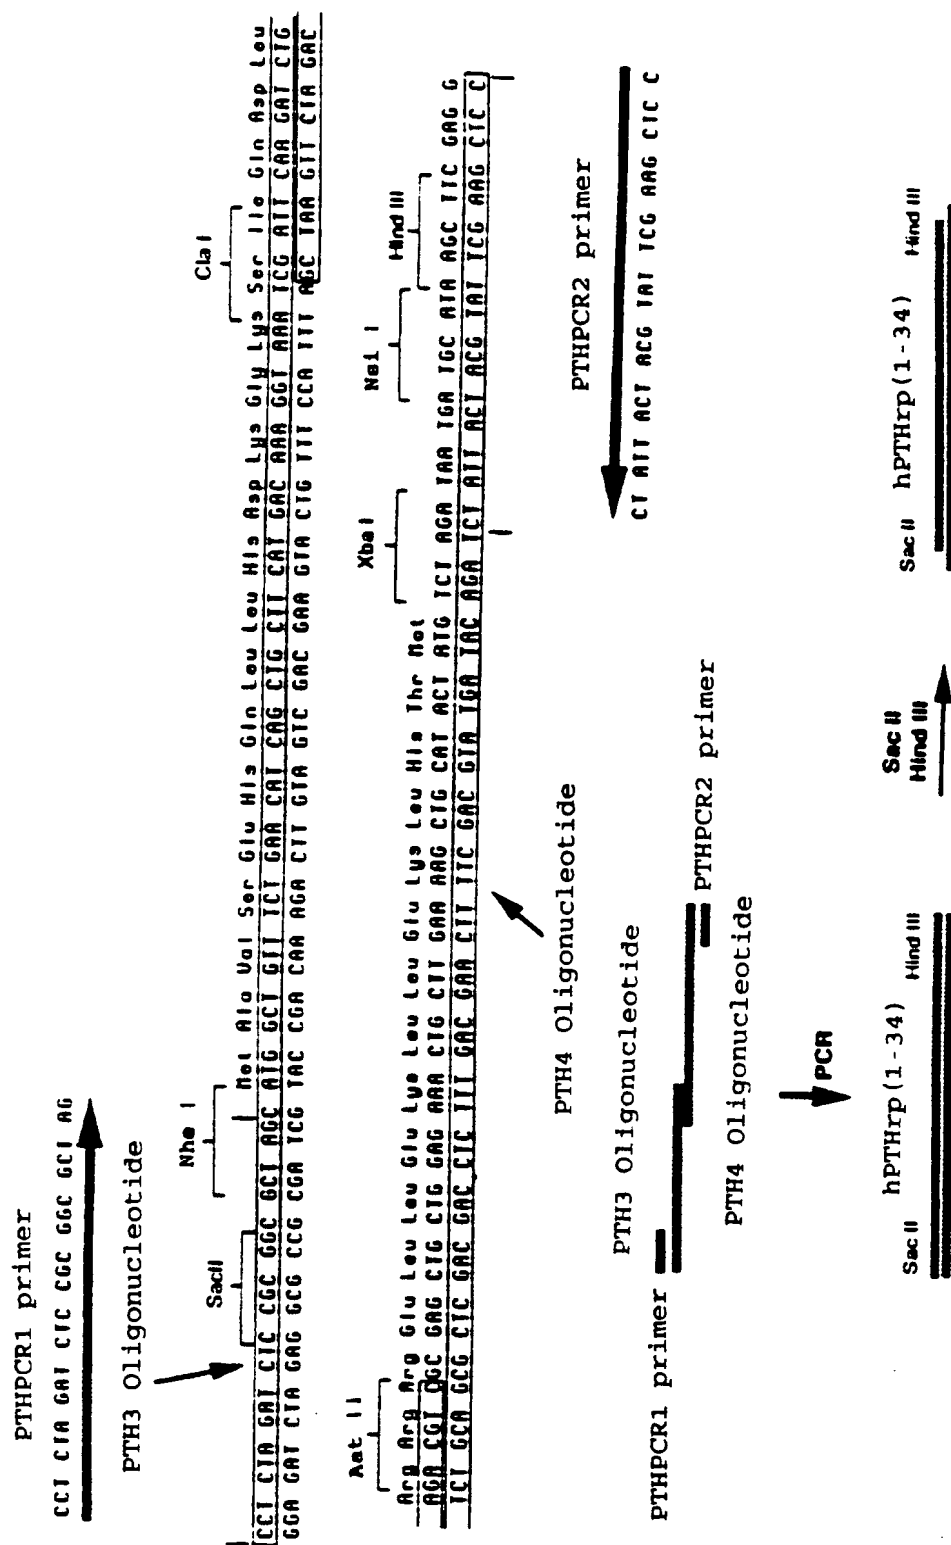 PTHPCR1 primer
CCT CTA GAT CTC CGC GGC GCT AG
PTH3 Oligonucleotide
SacII
Nhe I
Cla I
Met Ala Val Ser Glu His Gln Leu Leu His Asp Lys Gly Lys Ser Ile Gln Asp Leu
CCT CTA GAT CTC CGC GGC GCT AGC ATG GCT GTT TCT GAA CAT CAG CTG CTT CAT GAC AAA GGT AAA TCG ATT CAA GAT CTG
GGA GAT CTA GAG GCG CCG CGA TCG TAC CGA CAA AGA CTT GTA GTC GAC GAA GTA CTG TTT CCA TTT AGC TAA GTT CTA GAC
Aat II
Xba I
Nsi I
Hind III
Arg Arg Arg Glu Leu Leu Glu Lys Leu Leu Glu Lys Leu His Thr Met
AGA CGT CGC GAG CTG CTG GAG AAA CTG CTT GAA AAG CTG CAT ACT ATG TCT AGA TAA TGA TGC ATA AGC TTC GAG G
TCT GCA GCG CTC GAC GAC CTC TTT GAC GAA CTT TTC GAC GTA TGA TAC AGA TCT ATT ACT ACG TAT TCG AAG CTC C
PTH4 Oligonucleotide
PTHPCR2 primer
CT ATT ACT ACG TAT TCG AAG CTC C
PTHPCR1 primer
PTH3 Oligonucleotide
PTHPCR2 primer
PTH4 Oligonucleotide
PCR
Sac II
hPTHrp(1-34)
Hind III
Sac II
Hind III
Sac II
hPTHrp(1-34)
Hind III